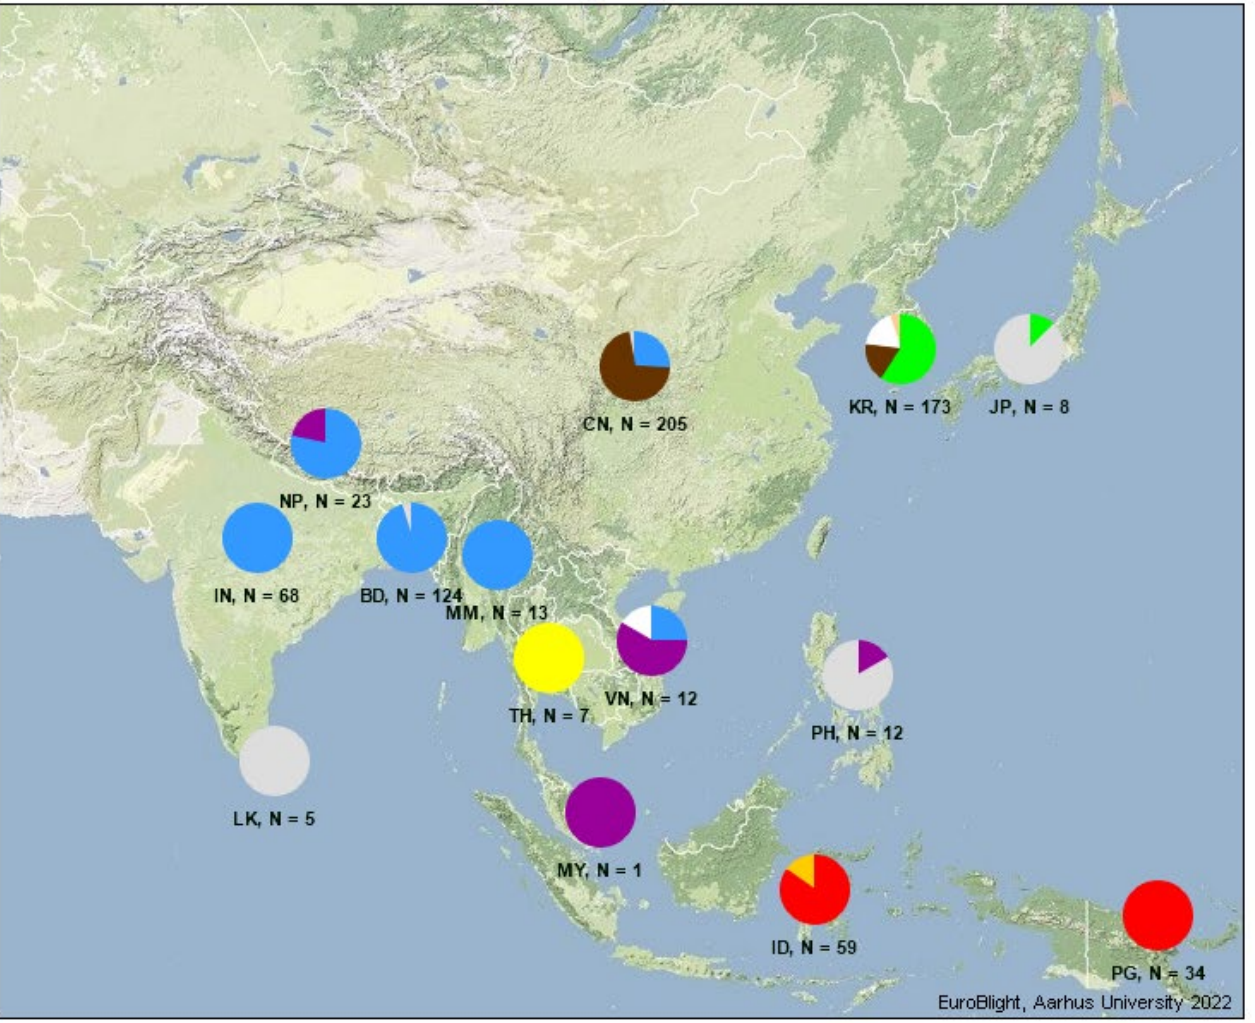 KR, N = 173
JP, N = 8
CN, N = 205
NP, N = 23
IN, N = 68
BD, N = 124
MM, N = 13
VN, N = 12
TH, N = 7
PH, N = 12
LK, N = 5
MY, N = 1
ID, N = 59
PG, N = 34
EuroBlight, Aarhus University 2022